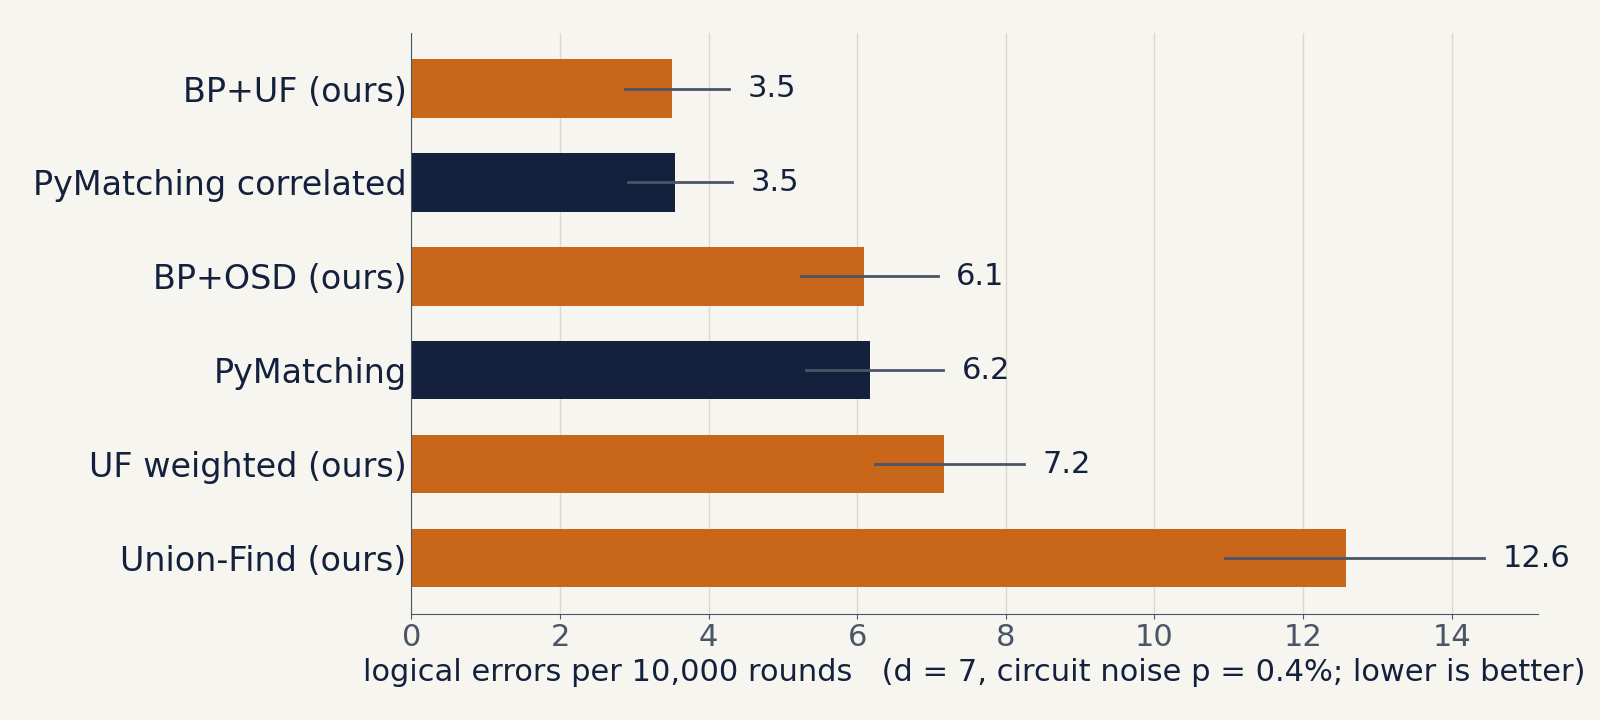 BP+UF (ours) 3.5
PyMatching correlated 3.5
BP+OSD (ours) 6.1
PyMatching 6.2
UF weighted (ours) 7.2
Union-Find (ours) 12.6
0 2 4 6 8 10 12 14
logical errors per 10,000 rounds (d = 7, circuit noise p = 0.4%; lower is better)